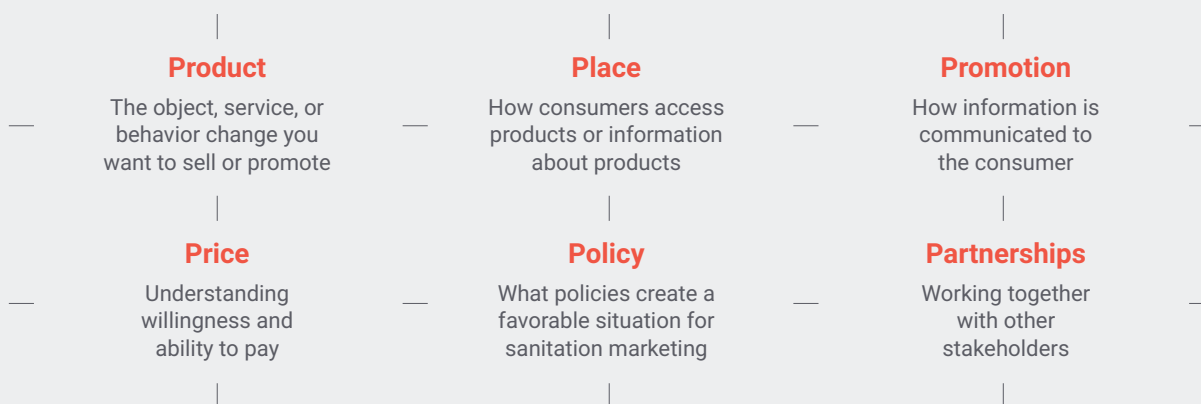 Product
The object, service, or
behavior change you
want to sell or promote
Place
How consumers access
products or information
about products
Promotion
How information is
communicated to
the consumer
Price
Understanding
willingness and
ability to pay
Policy
What policies create a
favorable situation for
sanitation marketing
Partnerships
Working together
with other
stakeholders